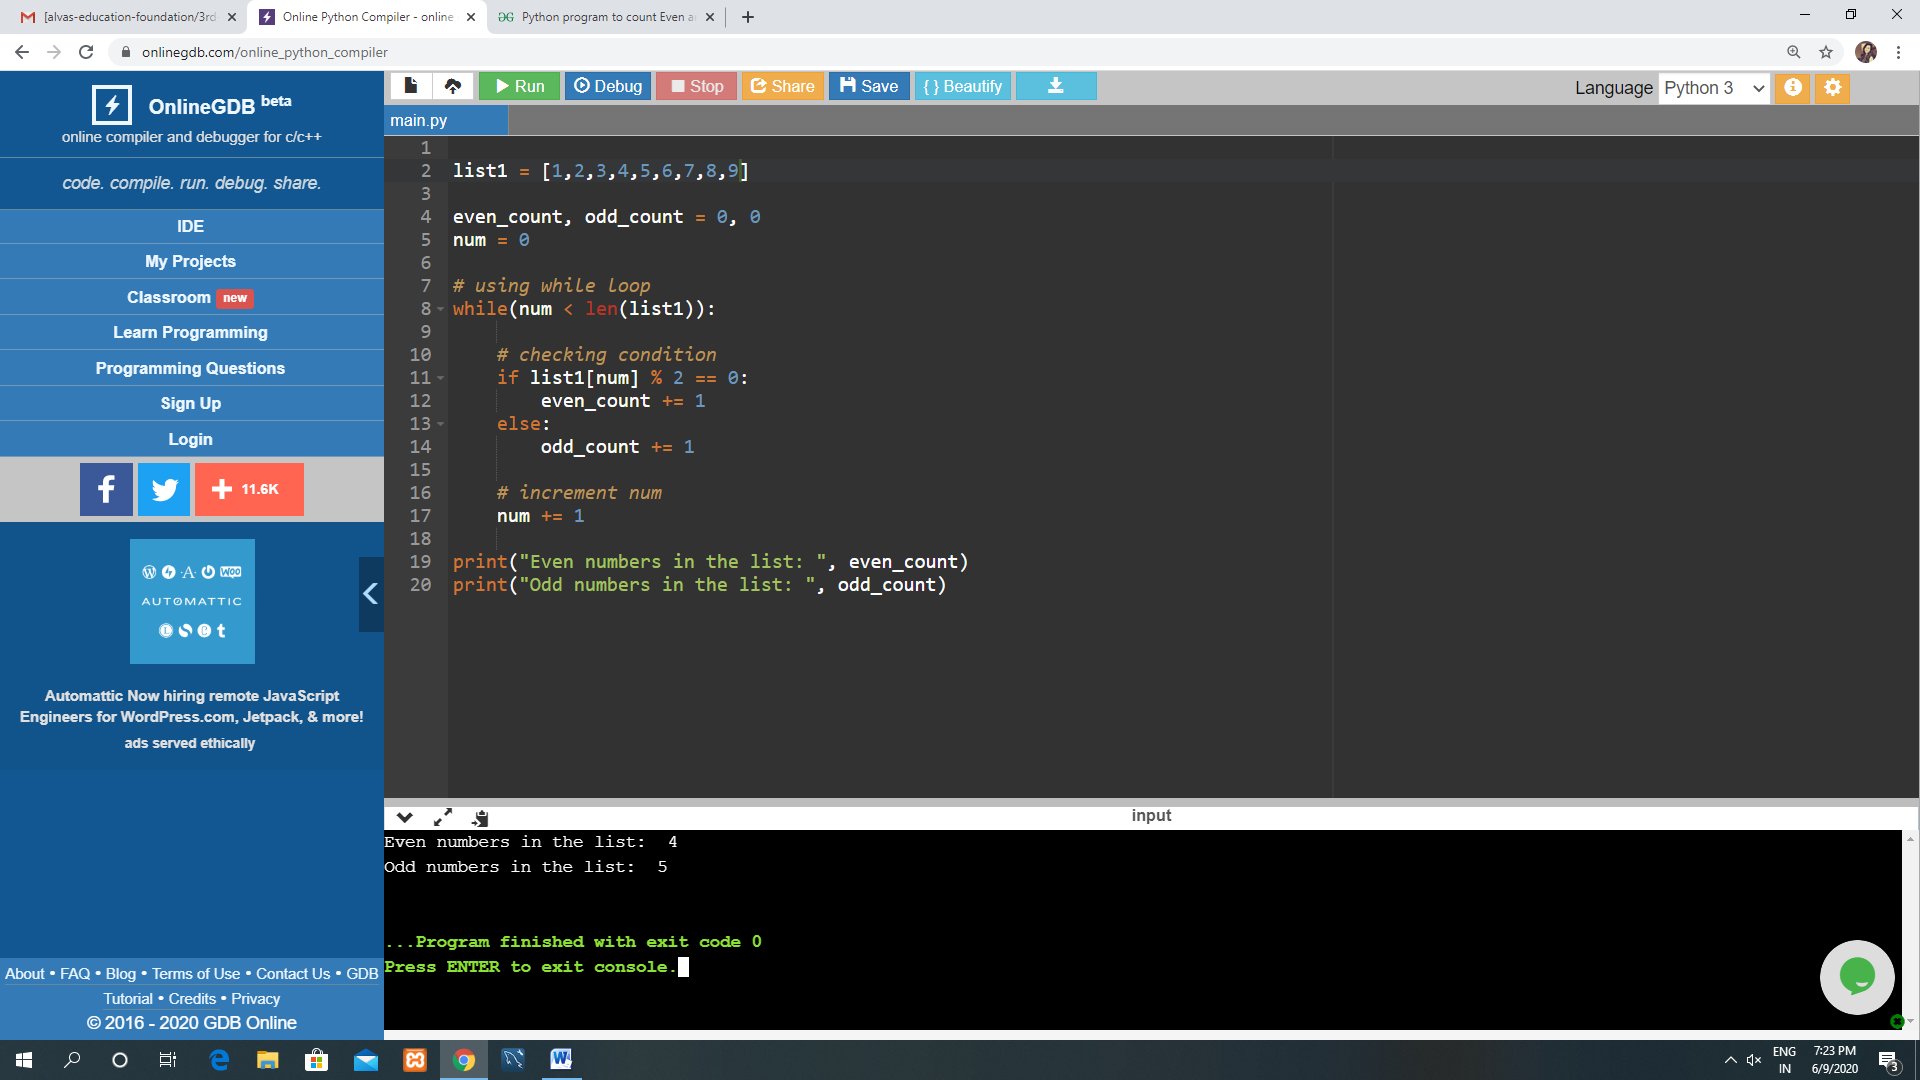 [alvas-education-foundation/3rd
Online Python Compiler - online
Python program to count Even a
onlinegdb.com/online_python_compiler
OnlineGDB beta
online compiler and debugger for c/c++
code. compile. run. debug. share.
IDE
My Projects
Classroom new
Learn Programming
Programming Questions
Sign Up
Login
11.6K
AUTOMATTIC
Automattic Now hiring remote JavaScript
Engineers for WordPress.com, Jetpack, & more!
ads served ethically
About • FAQ • Blog • Terms of Use • Contact Us • GDB
Tutorial • Credits • Privacy
© 2016 - 2020 GDB Online
Run Debug Stop Share Save { } Beautify
Language Python 3
main.py
1
2 list1 = [1,2,3,4,5,6,7,8,9]
3
4 even_count, odd_count = 0, 0
5 num = 0
6
7 # using while loop
8 while(num < len(list1)):
9
10 # checking condition
11 if list1[num] % 2 == 0:
12 even_count += 1
13 else:
14 odd_count += 1
15
16 # increment num
17 num += 1
18
19 print("Even numbers in the list: ", even_count)
20 print("Odd numbers in the list: ", odd_count)
input
Even numbers in the list:  4
Odd numbers in the list:  5
...Program finished with exit code 0
Press ENTER to exit console.
ENG
IN
7:23 PM
6/9/2020
3